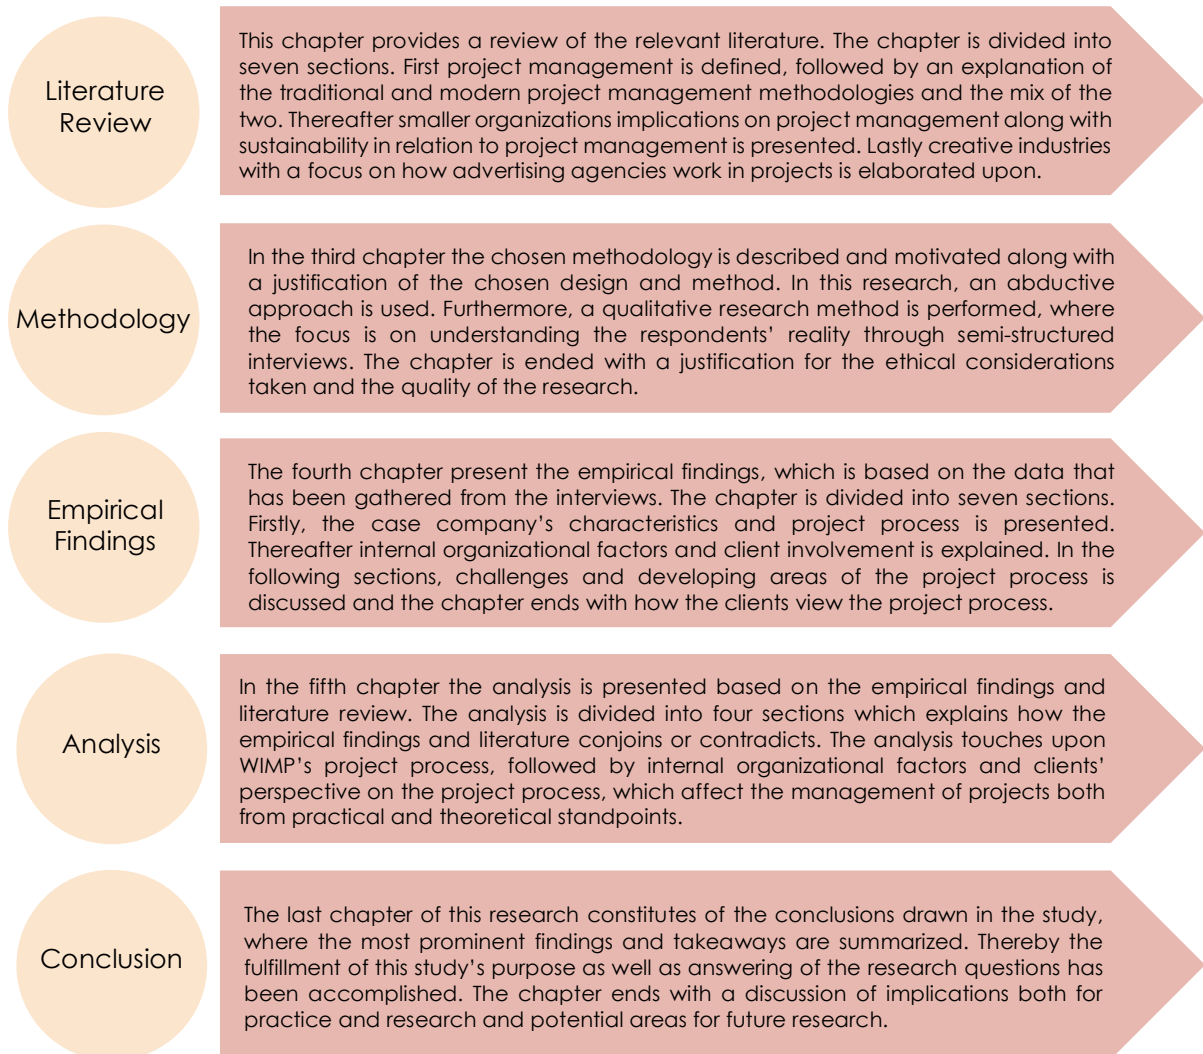 Literature
Review
This chapter provides a review of the relevant literature. The chapter is divided into
seven sections. First project management is defined, followed by an explanation of
the traditional and modern project management methodologies and the mix of the
two. Thereafter smaller organizations implications on project management along with
sustainability in relation to project management is presented. Lastly creative industries
with a focus on how advertising agencies work in projects is elaborated upon.
Methodology
In the third chapter the chosen methodology is described and motivated along with
a justification of the chosen design and method. In this research, an abductive
approach is used. Furthermore, a qualitative research method is performed, where
the focus is on understanding the respondents' reality through semi-structured
interviews. The chapter is ended with a justification for the ethical considerations
taken and the quality of the research.
Empirical
Findings
The fourth chapter present the empirical findings, which is based on the data that
has been gathered from the interviews. The chapter is divided into seven sections.
Firstly, the case company's characteristics and project process is presented.
Thereafter internal organizational factors and client involvement is explained. In the
following sections, challenges and developing areas of the project process is
discussed and the chapter ends with how the clients view the project process.
Analysis
In the fifth chapter the analysis is presented based on the empirical findings and
literature review. The analysis is divided into four sections which explains how the
empirical findings and literature conjoins or contradicts. The analysis touches upon
WIMP's project process, followed by internal organizational factors and clients'
perspective on the project process, which affect the management of projects both
from practical and theoretical standpoints.
Conclusion
The last chapter of this research constitutes of the conclusions drawn in the study,
where the most prominent findings and takeaways are summarized. Thereby the
fulfillment of this study's purpose as well as answering of the research questions has
been accomplished. The chapter ends with a discussion of implications both for
practice and research and potential areas for future research.